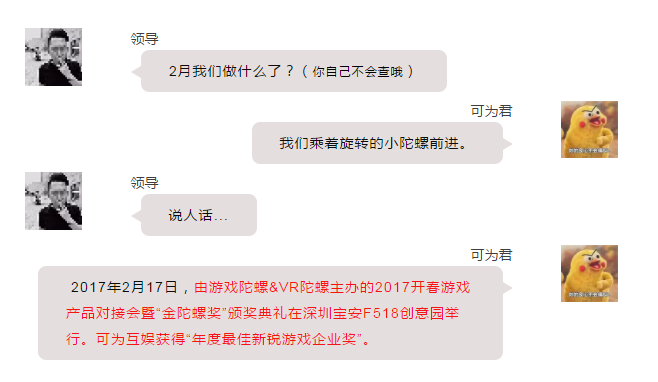 领导
2月我们做什么了？（你自己不会查哦）
可为君
我们乘着旋转的小陀螺前进。
领导
说人话...
可为君
2017年2月17日，由游戏陀螺&VR陀螺主办的2017开春游戏
产品对接会暨“金陀螺奖”颁奖典礼在深圳宝安F518创意园举
行。可为互娱获得“年度最佳新锐游戏企业奖”。